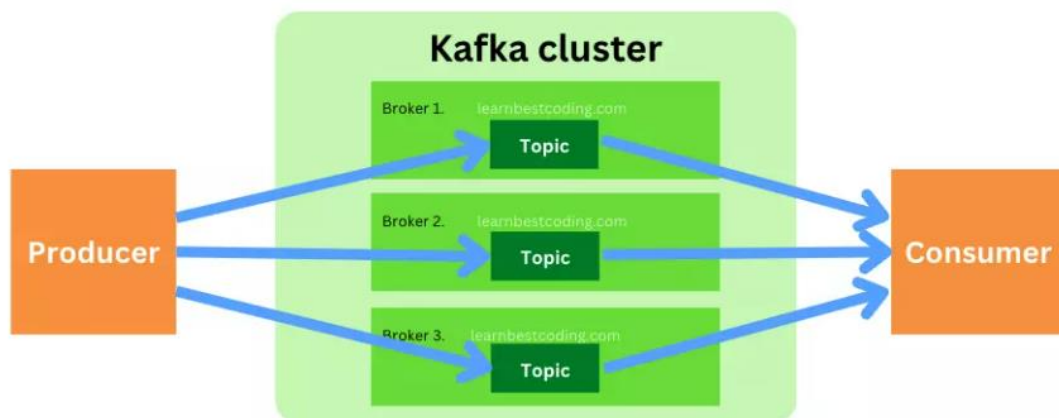 Kafka cluster
Broker 1. learnbestcoding.com
Topic
Producer
Broker 2. learnbestcoding.com
Topic
Consumer
Broker 3. learnbestcoding.com
Topic